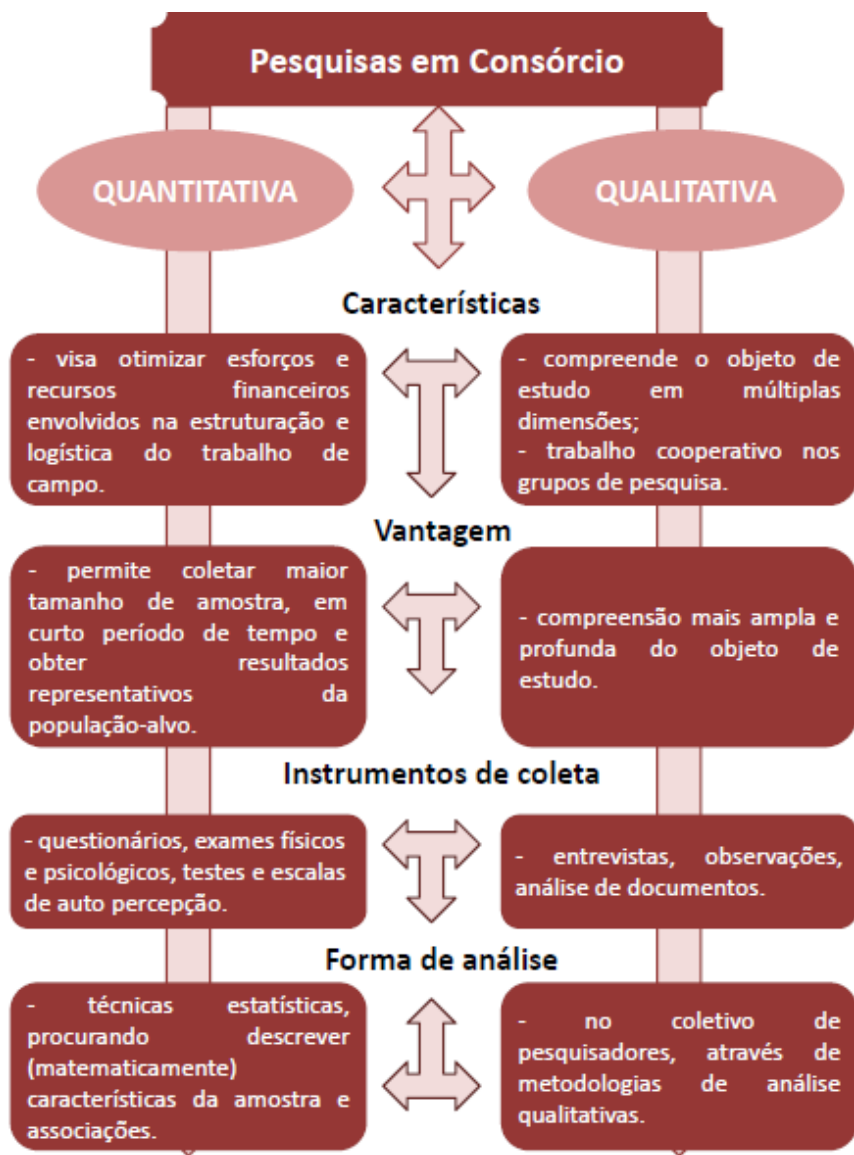 Pesquisas em Consórcio
QUANTITATIVA
QUALITATIVA
Características
- visa otimizar esforços e
recursos financeiros
envolvidos na estruturação e
logística do trabalho de
campo.
- compreende o objeto de
estudo em múltiplas
dimensões;
- trabalho cooperativo nos
grupos de pesquisa.
Vantagem
- permite coletar maior
tamanho de amostra, em
curto período de tempo e
obter resultados
representativos da
população-alvo.
- compreensão mais ampla e
profunda do objeto de
estudo.
Instrumentos de coleta
- questionários, exames físicos
e psicológicos, testes e escalas
de auto percepção.
- entrevistas, observações,
análise de documentos.
Forma de análise
- técnicas estatísticas,
procurando descrever
(matematicamente)
características da amostra e
associações.
- no coletivo de
pesquisadores, através de
metodologias de análise
qualitativas.